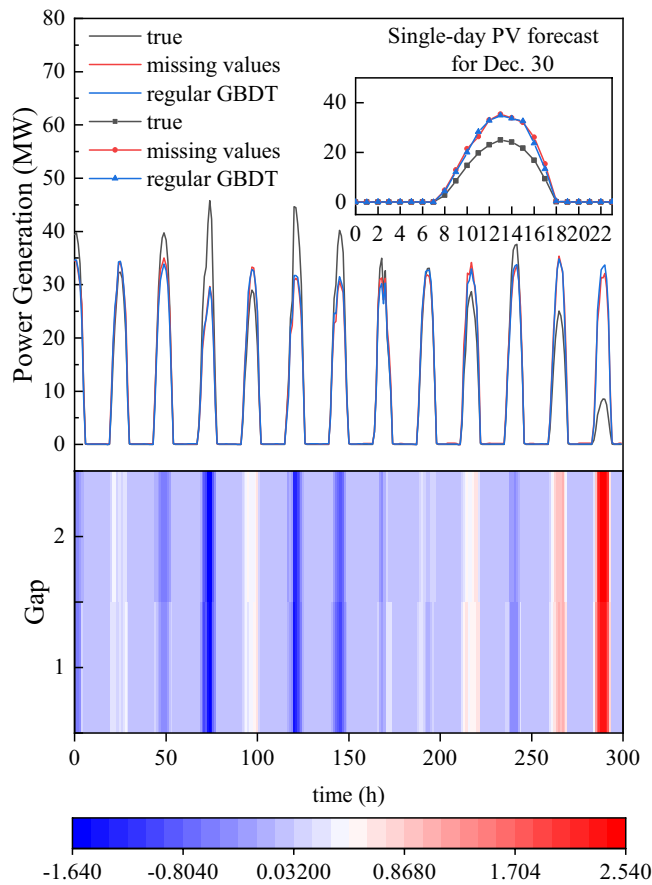 80
70
60
50
40
30
20
10
0
Power Generation (MW)
true
missing values
regular GBDT
true
missing values
regular GBDT
Single-day PV forecast
for Dec. 30
40
20
0
0 2 4 6 8 10 12 14 16 18 20 22
2
1
Gap
0 50 100 150 200 250 300
time (h)
-1.640 -0.8040 0.03200 0.8680 1.704 2.540